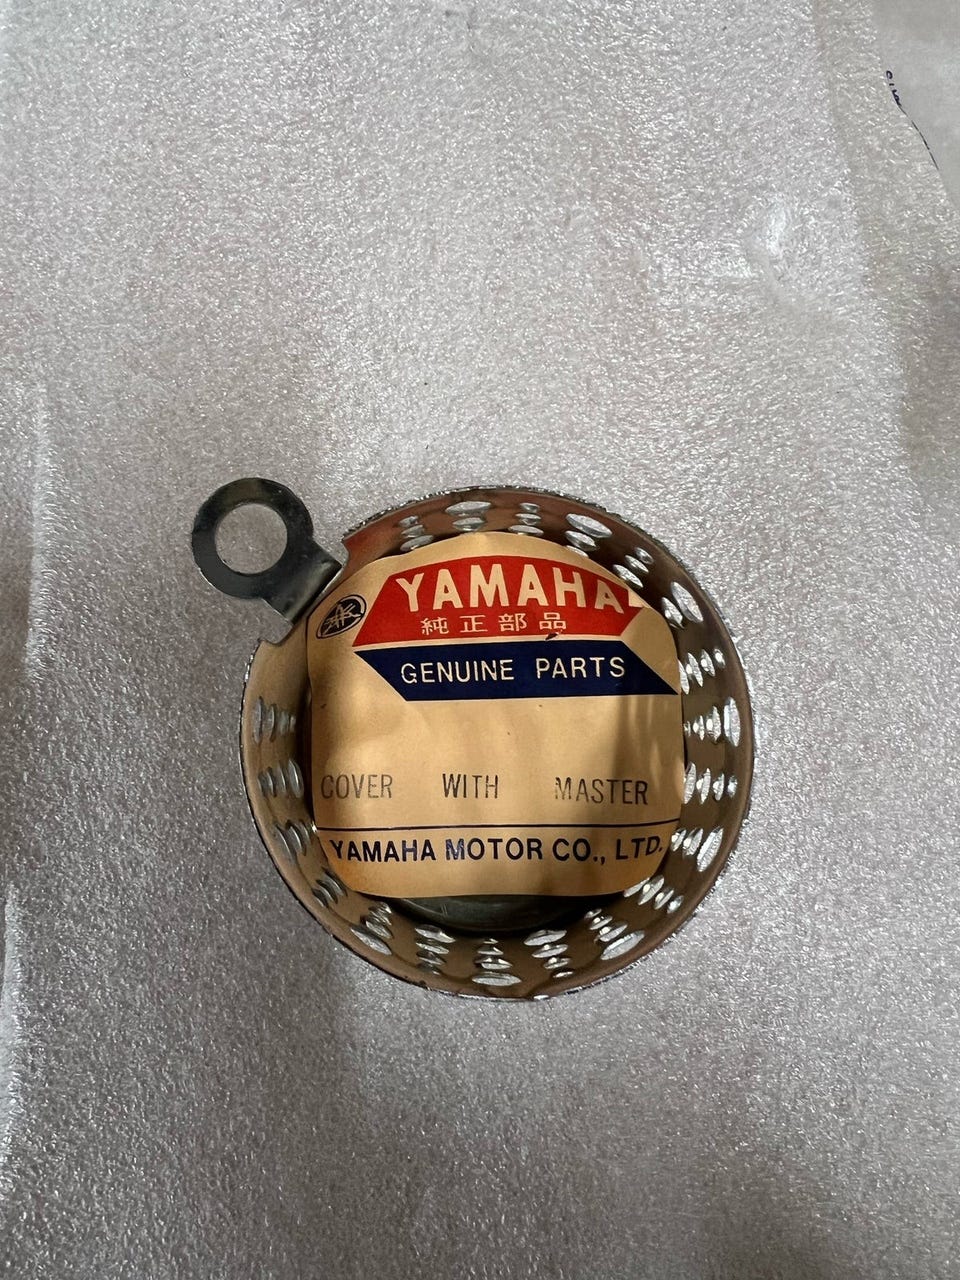 YAMAHA
純正部品
GENUINE PARTS
COVER WITH MASTER
YAMAHA MOTOR CO., LTD.